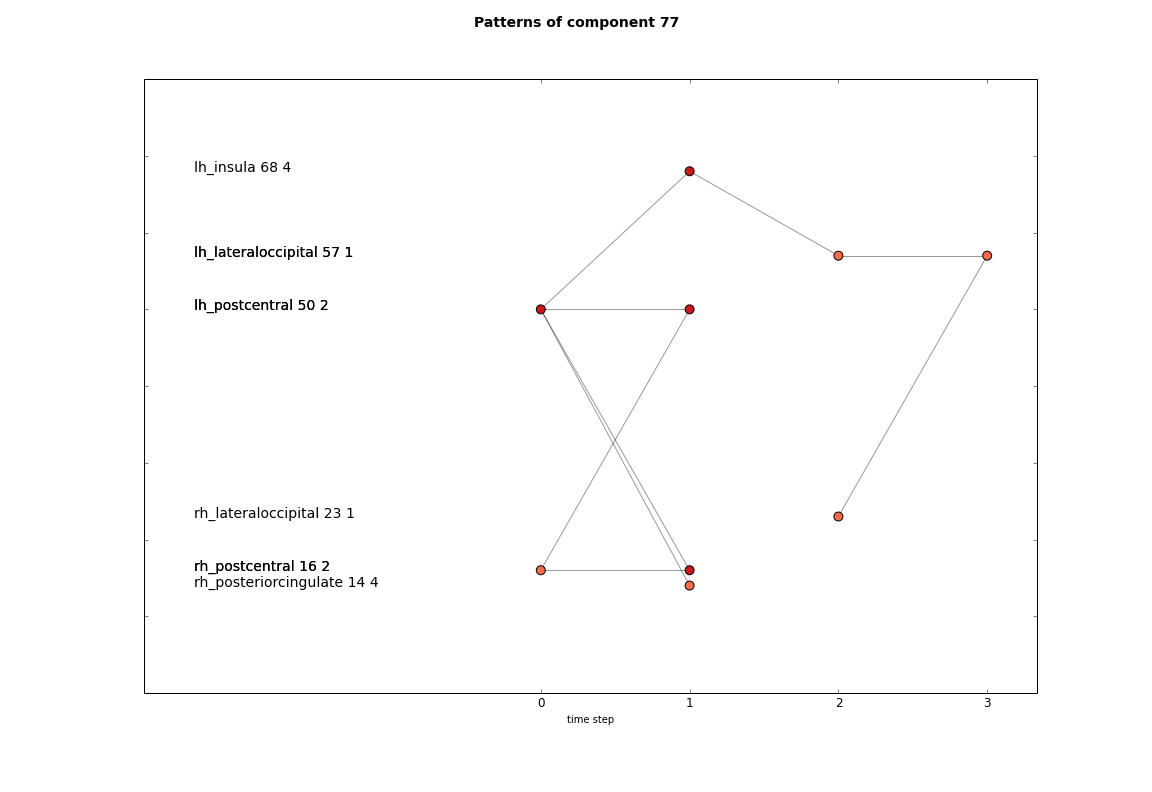 Patterns of component 77
lh_insula 68 4
lh_lateraloccipital 57 1
lh_postcentral 50 2
rh_lateraloccipital 23 1
rh_postcentral 16 2
rh_posteriorcingulate 14 4
0 1 2 3
time step